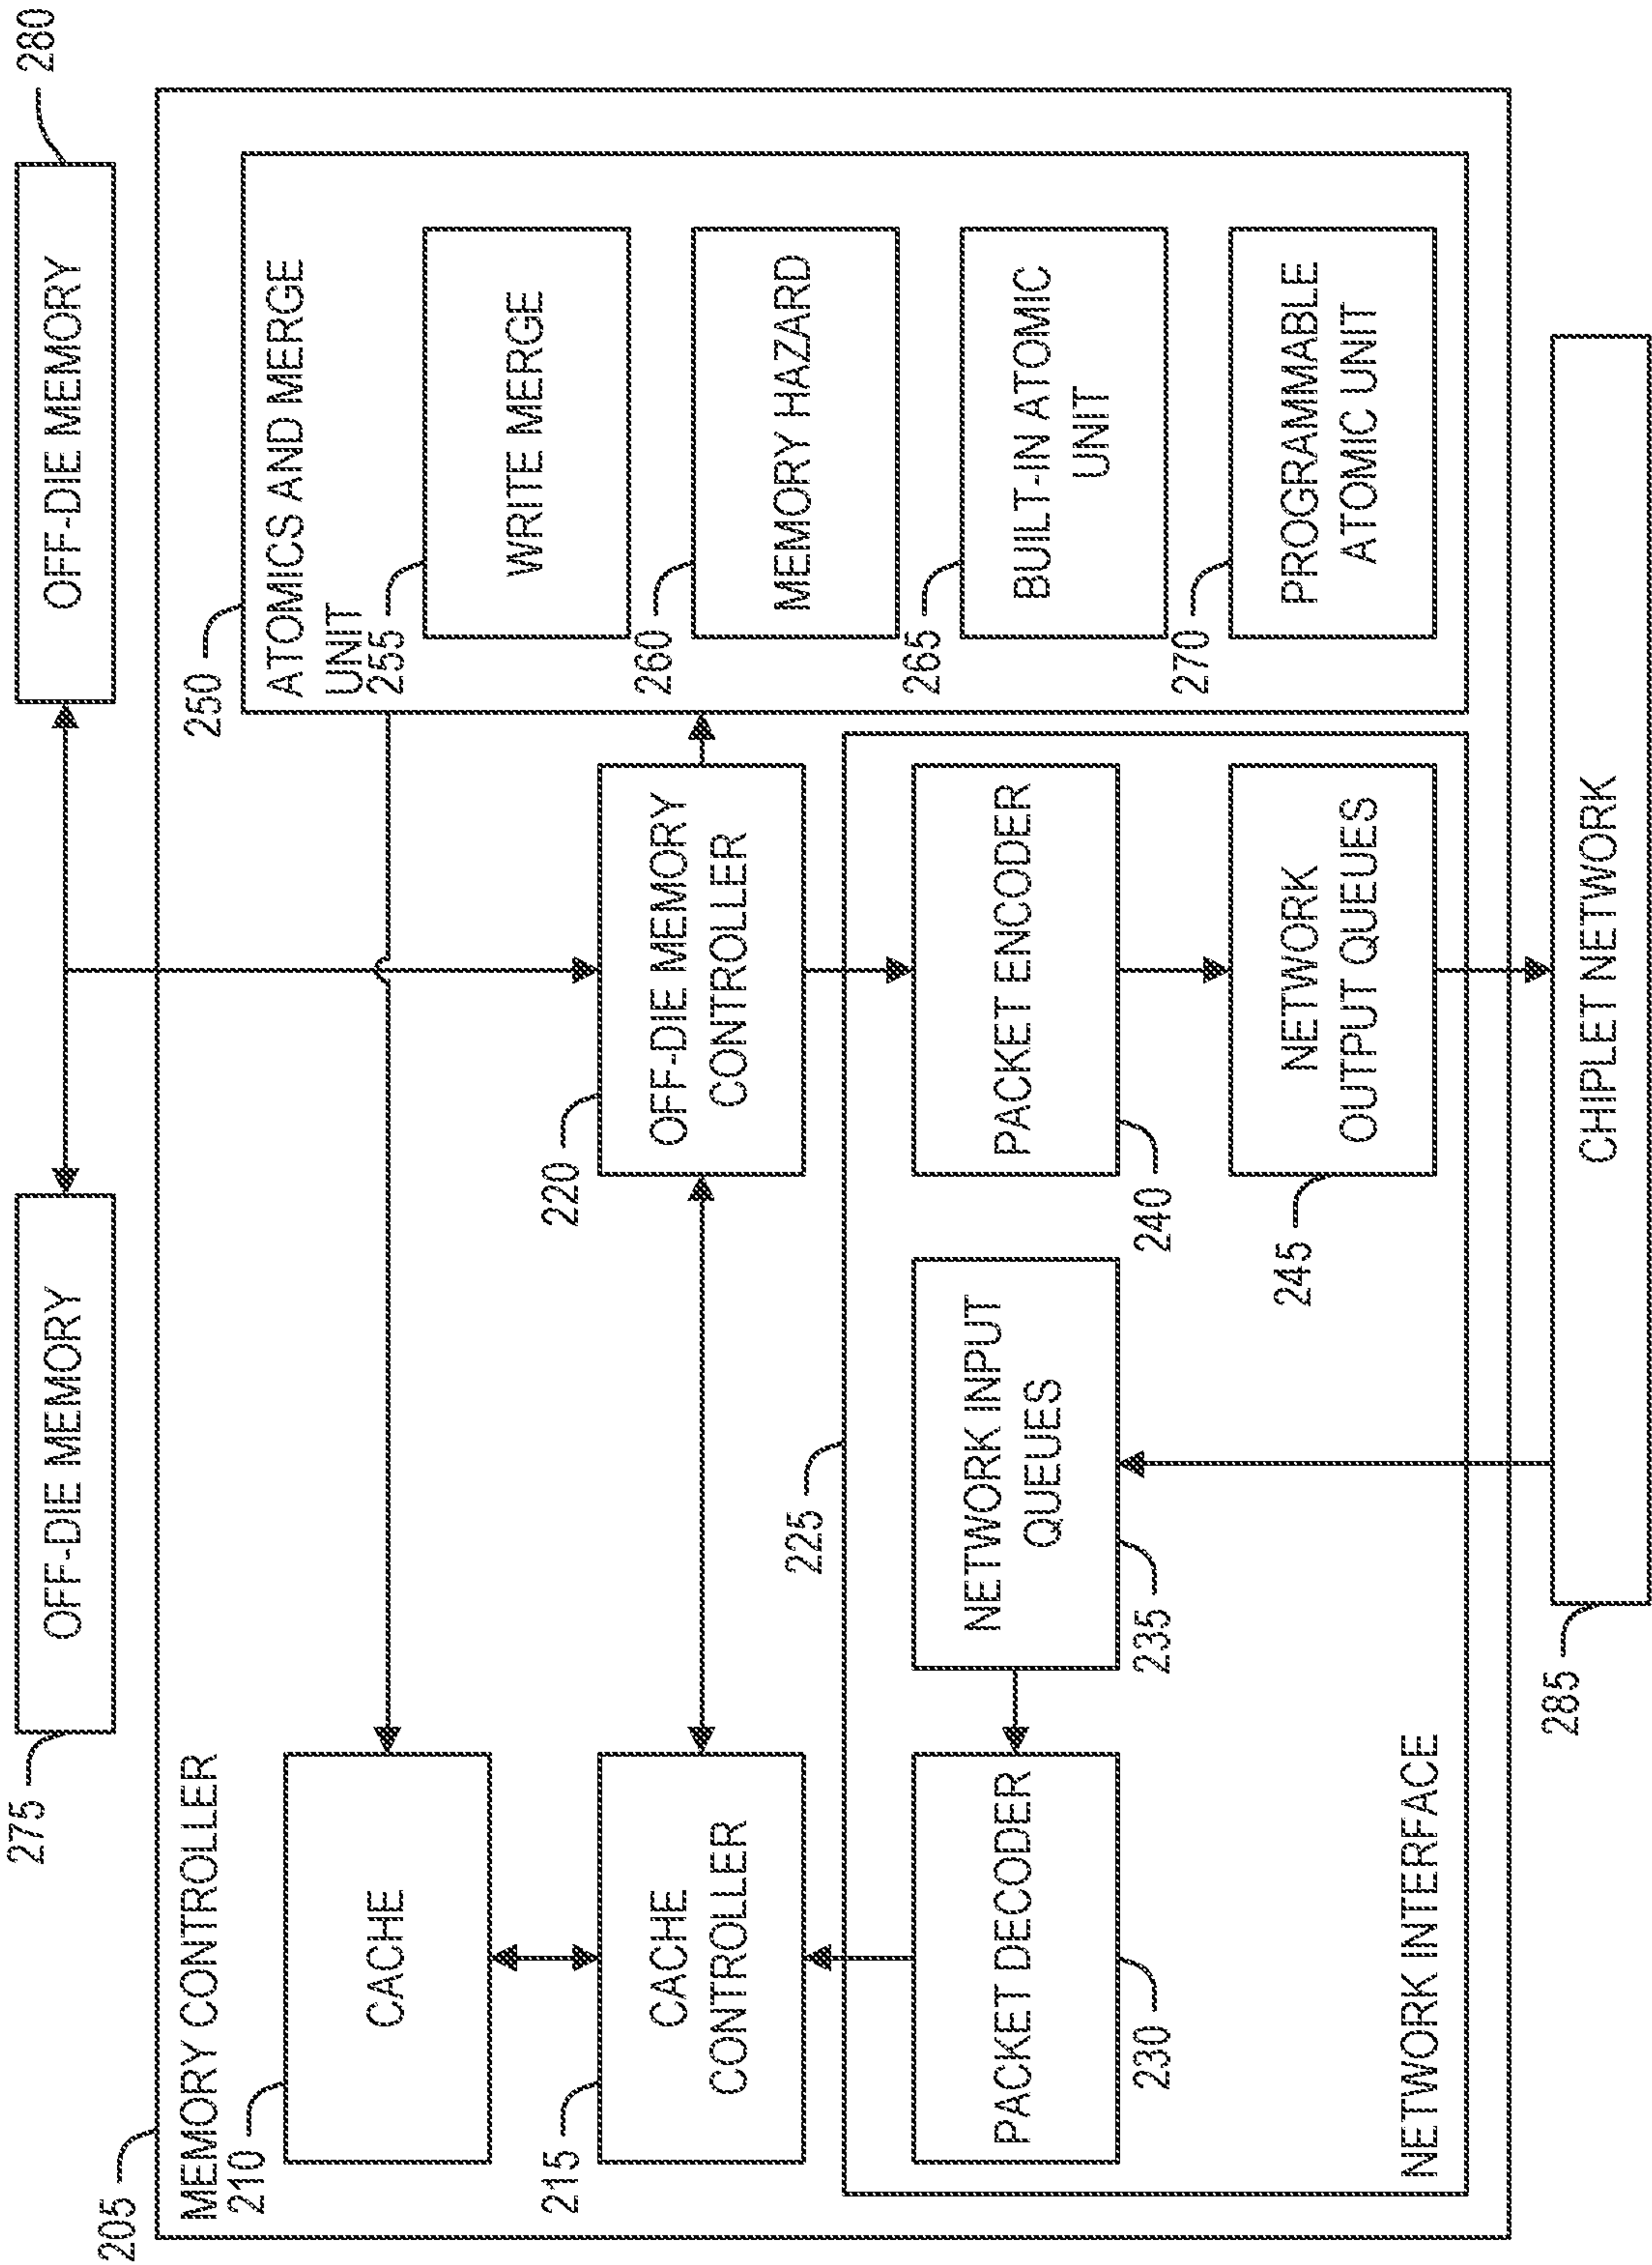 275
OFF-DIE MEMORY
OFF-DIE MEMORY
280
205
MEMORY CONTROLLER
210
CACHE
215
CACHE
CONTROLLER
220
OFF-DIE MEMORY
CONTROLLER
250
ATOMICS AND MERGE
UNIT
255
WRITE MERGE
260
MEMORY HAZARD
265
BUILT-IN ATOMIC
UNIT
270
PROGRAMMABLE
ATOMIC UNIT
225
PACKET DECODER
230
NETWORK INPUT
QUEUES
235
PACKET ENCODER
240
NETWORK
OUTPUT QUEUES
245
NETWORK INTERFACE
285
CHIPLET NETWORK